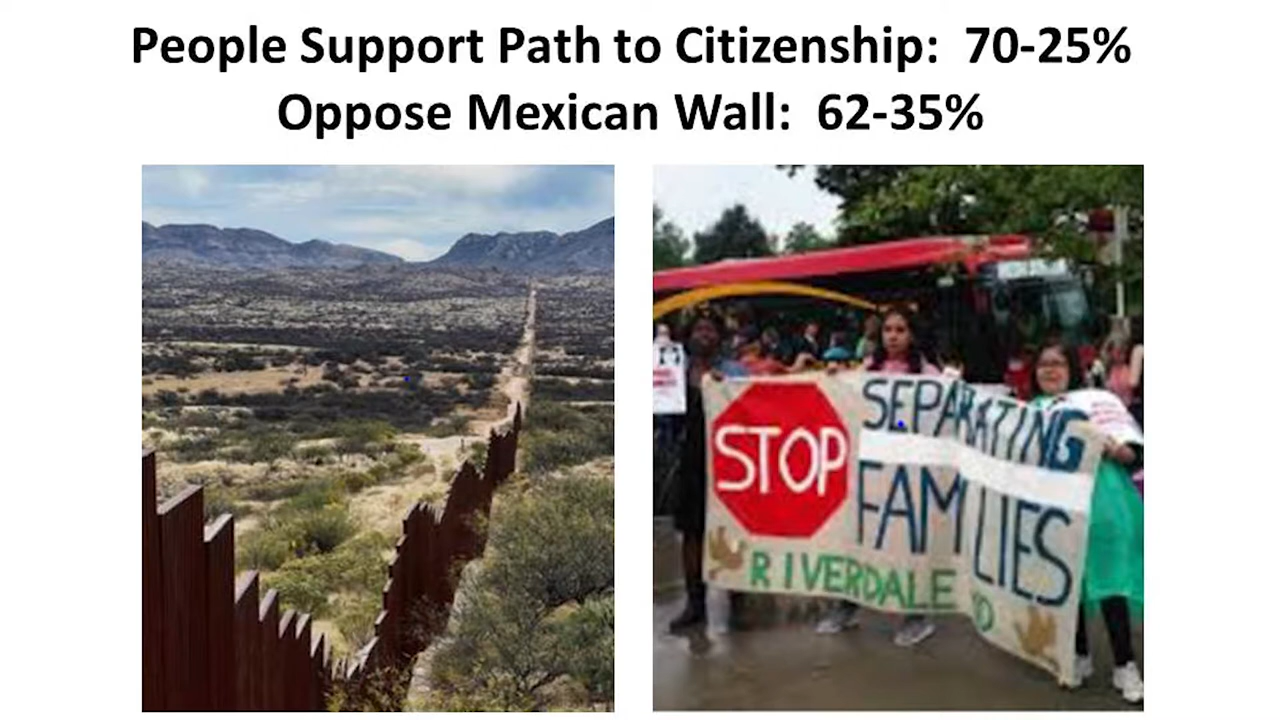 People Support Path to Citizenship:  70-25%
Oppose Mexican Wall:  62-35%
STOP
SEPARATING
FAMILIES
RIVERDALE